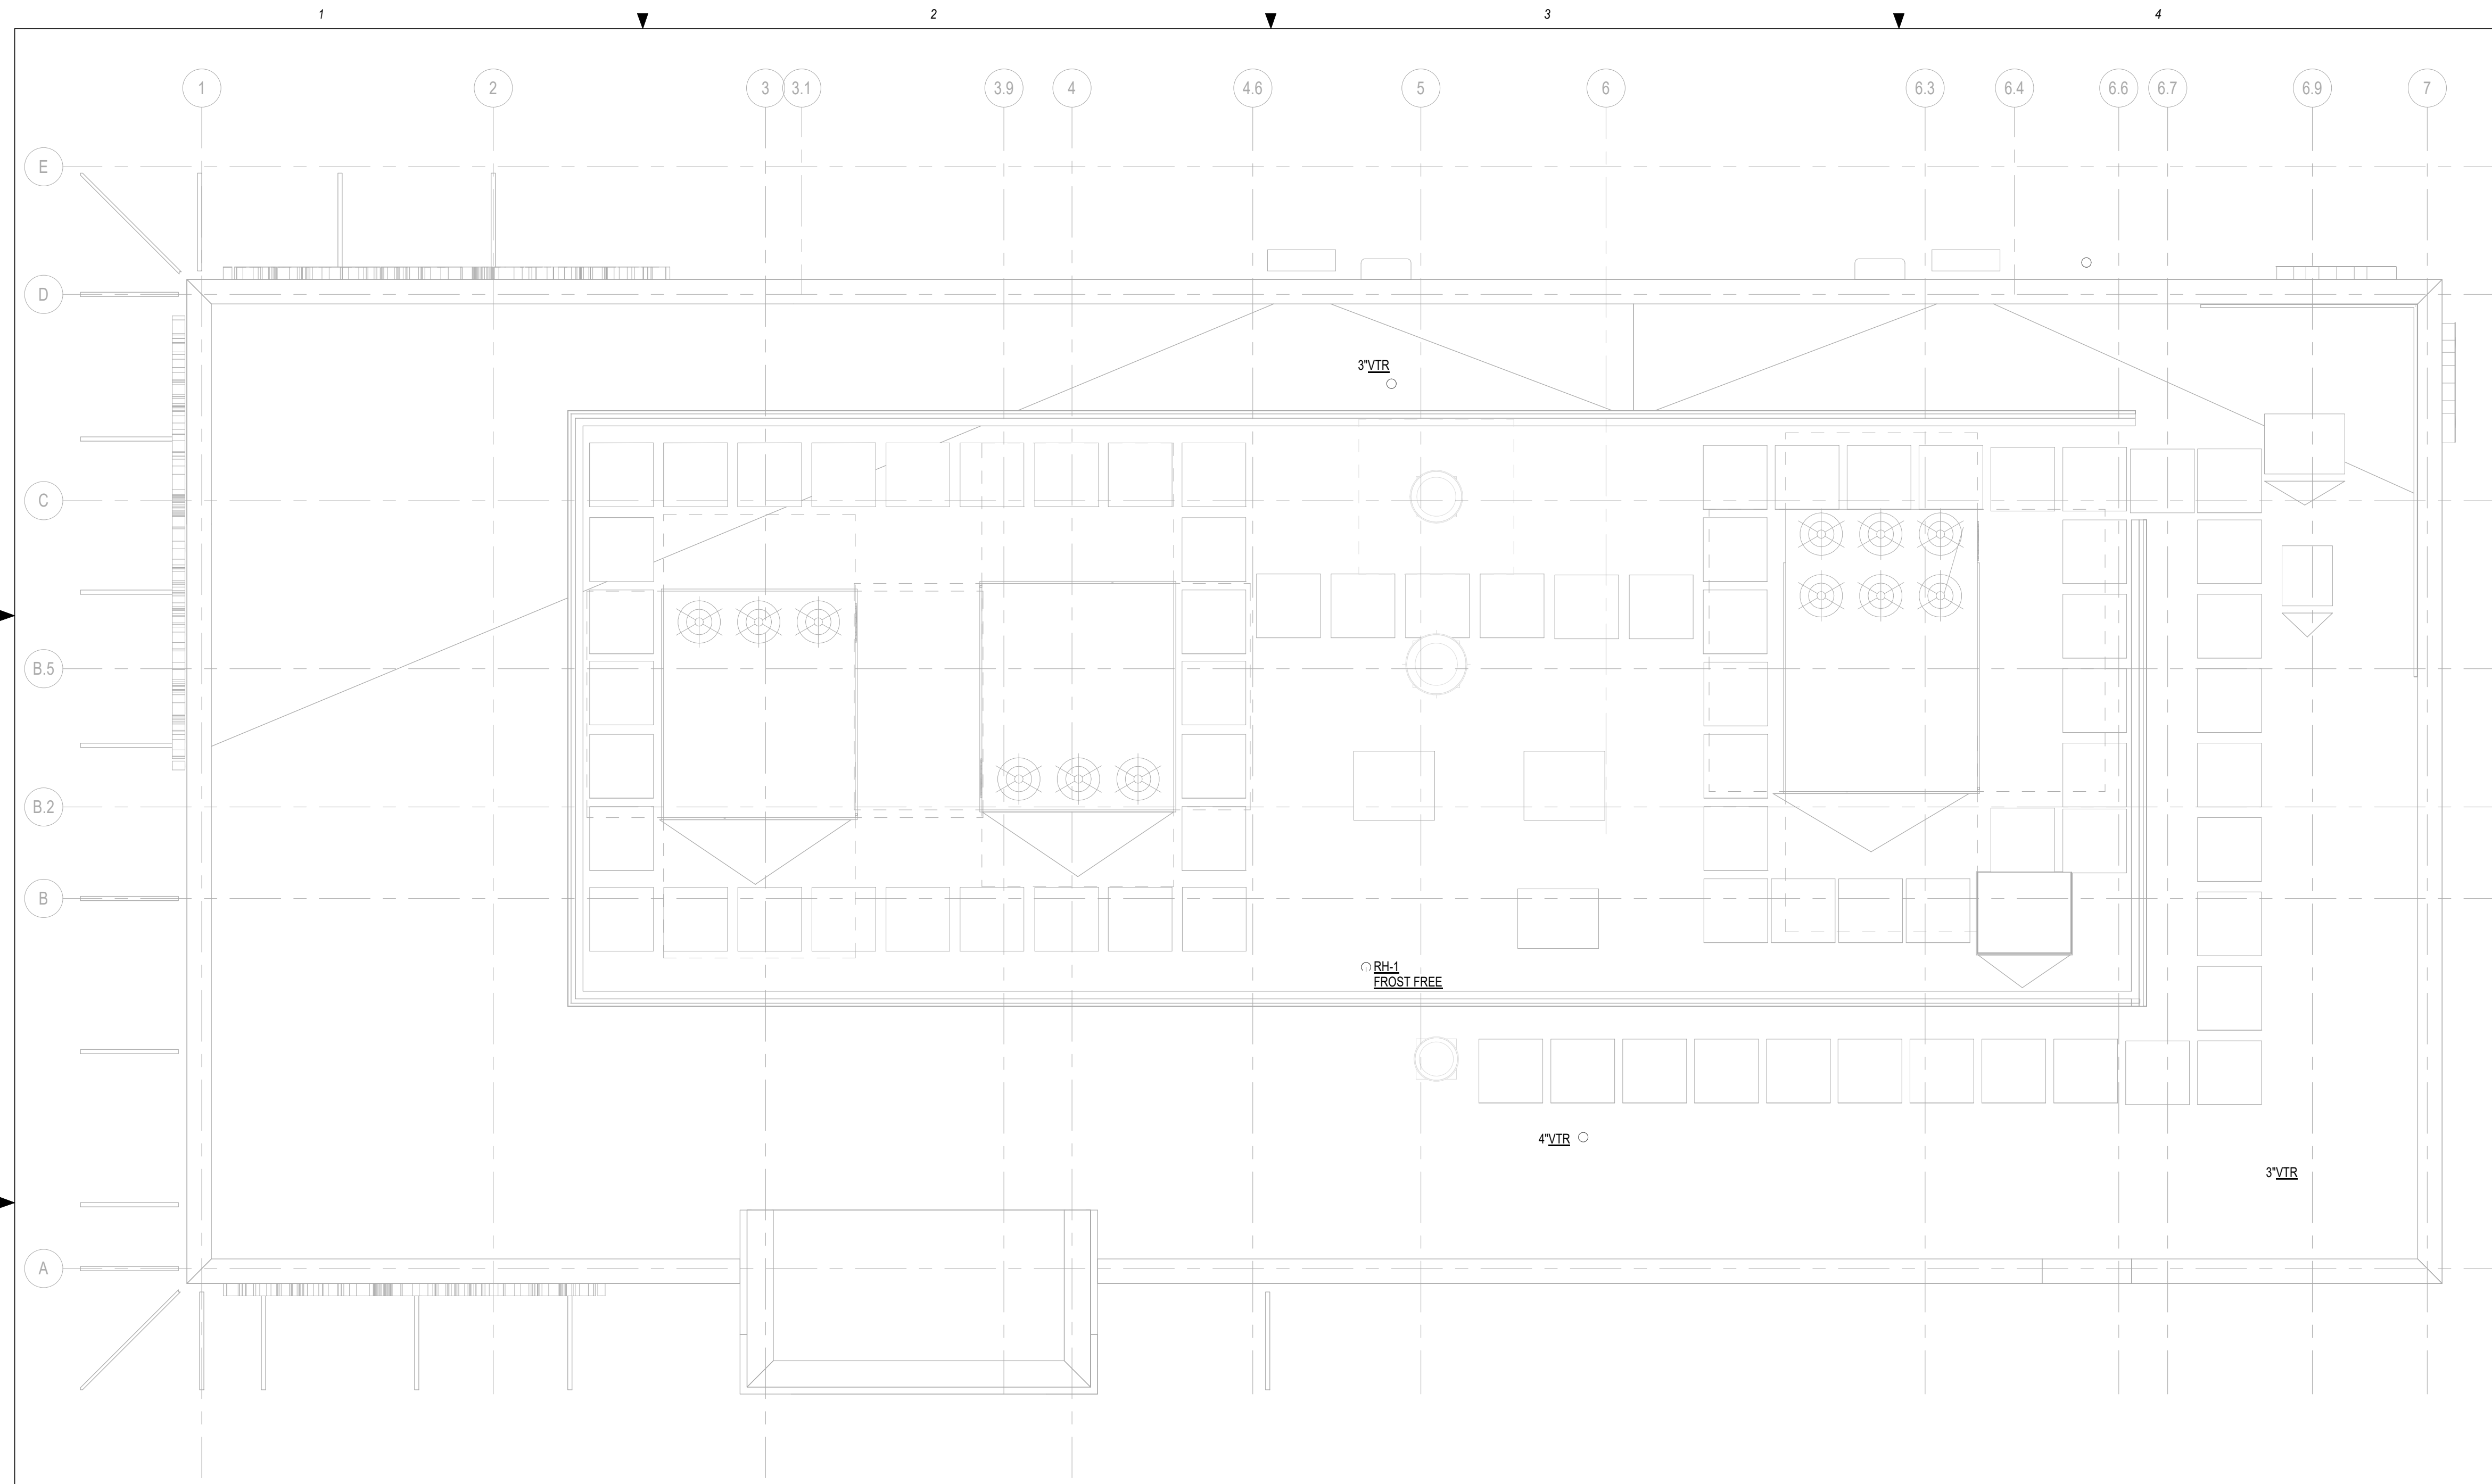 1 2 3 4
1 2 3 3.1 3.9 4 4.6 5 6 6.3 6.4 6.6 6.7 6.9 7
E
D
3"VTR
C
B.5
B.2
B
RH-1
FROST FREE
4"VTR
3"VTR
A